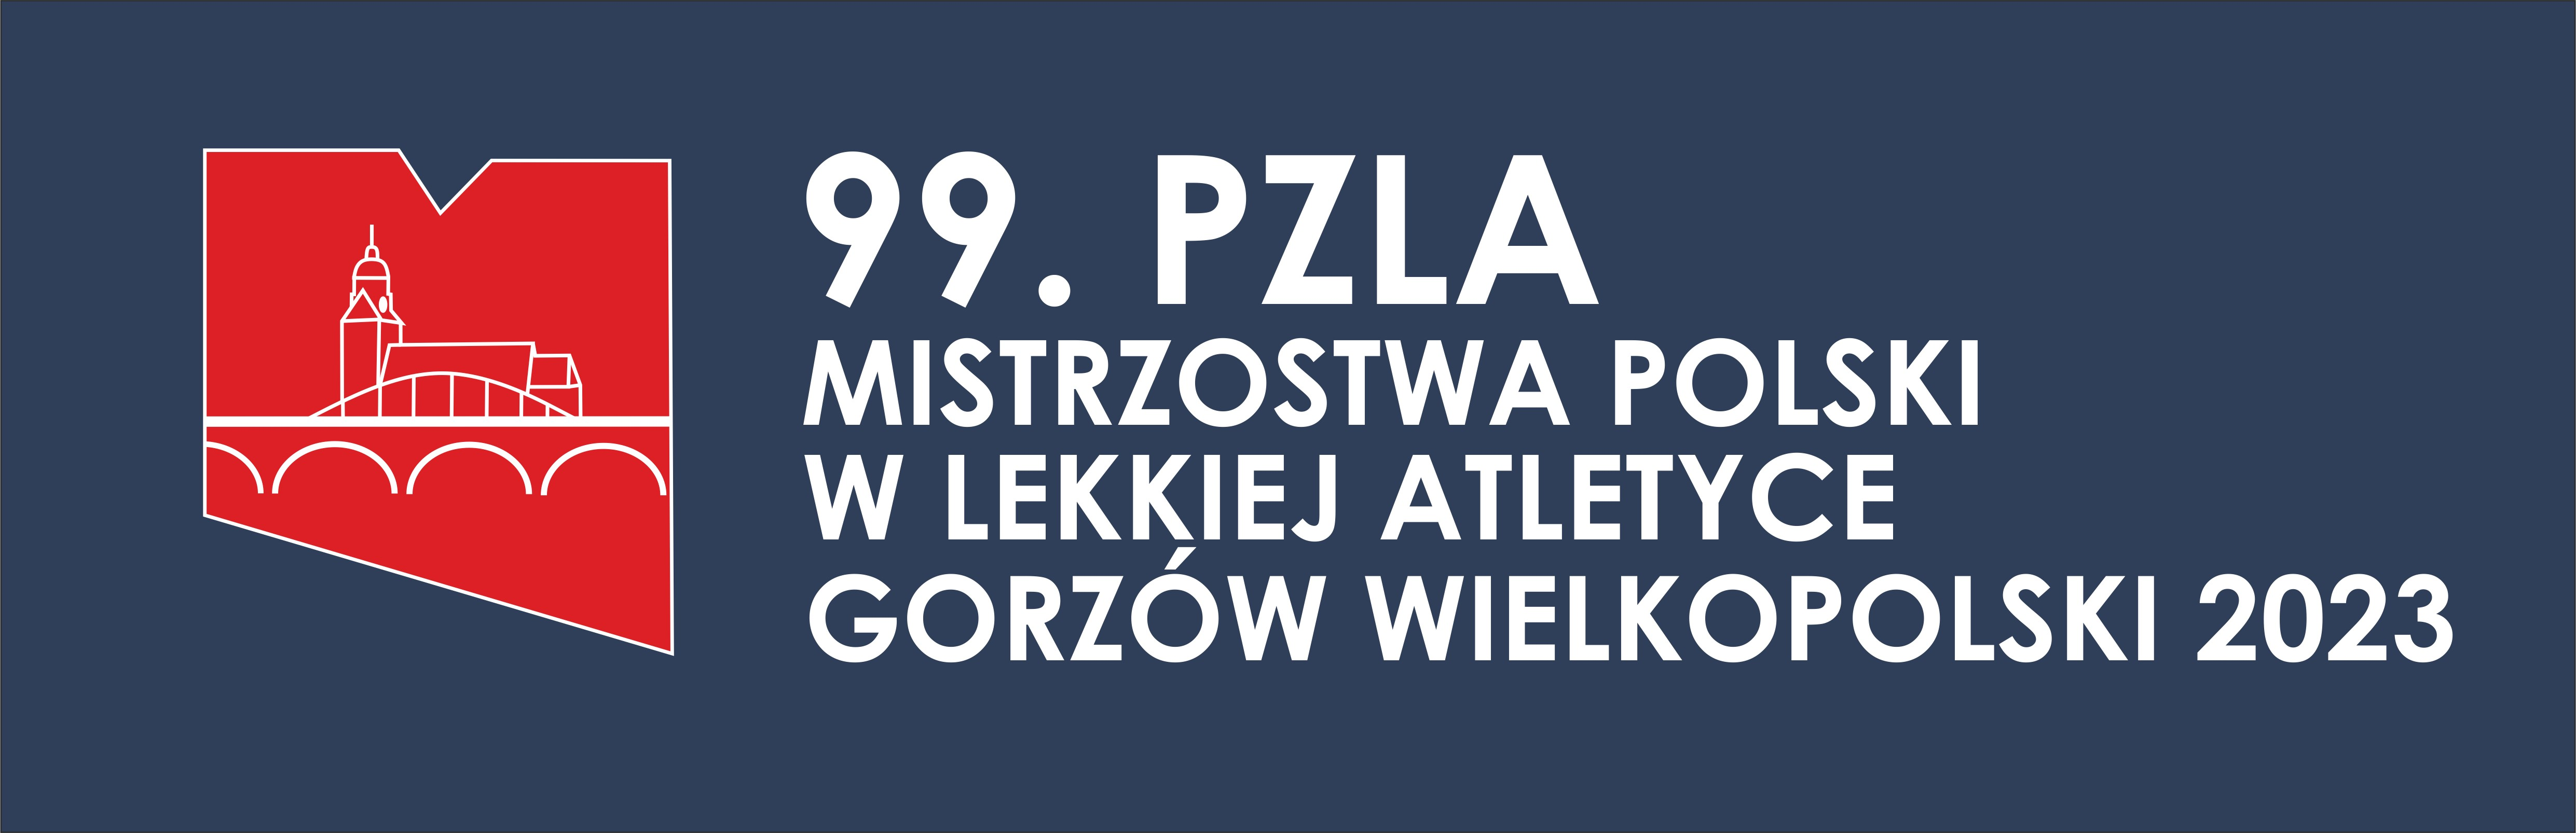 99. PZLA
MISTRZOSTWA POLSKI
W LEKKIEJ ATLETYCE
GORZÓW WIELKOPOLSKI 2023